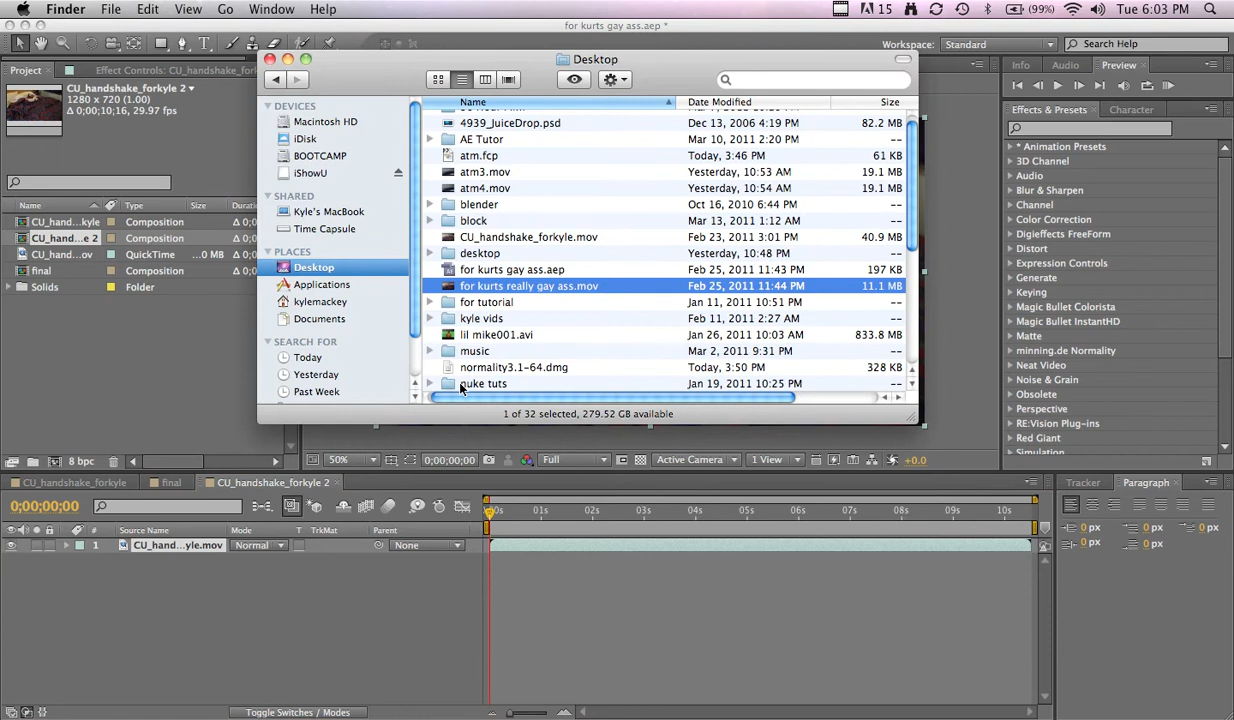 Finder File Edit View Go Window Help 15 (99%) Tue 6:03 PM
for kurts gay ass.aep *
Workspace: Standard Search Help
Project Effect Controls: CU_handshake_fork
CU_handshake_forkyle 2
1280 x 720 (1.00)
Δ 0;00;10;16, 29.97 fps
Name Type Size D
CU_hand...kyle Composition Δ 0;0
CU_hand...e 2 Composition Δ 0;0
CU_hand...ov QuickTime ...0 MB Δ 0;0
final Composition Δ 0;0
Solids Folder
8 bpc
Desktop
DEVICES
Macintosh HD
iDisk
BOOTCAMP
iShowU
SHARED
Kyle's MacBook
Time Capsule
PLACES
Desktop
Applications
kylemackey
Documents
SEARCH FOR
Today
Yesterday
Past Week
Name Date Modified Size
4939_JuiceDrop.psd Dec 13, 2006 4:19 PM 82.2 MB
AE Tutor Mar 10, 2011 2:20 PM --
atm.fcp Today, 3:46 PM 61 KB
atm3.mov Yesterday, 10:53 AM 19.1 MB
atm4.mov Yesterday, 10:54 AM 19.1 MB
blender Oct 16, 2010 6:44 PM --
block Mar 13, 2011 1:12 AM --
CU_handshake_forkyle.mov Feb 23, 2011 3:01 PM 40.9 MB
desktop Yesterday, 10:48 PM --
for kurts gay ass.aep Feb 25, 2011 11:43 PM 197 KB
for kurts really gay ass.mov Feb 25, 2011 11:44 PM 11.1 MB
for tutorial Jan 11, 2011 10:51 PM --
kyle vids Feb 11, 2011 2:27 AM --
lil mike001.avi Jan 26, 2011 10:03 AM 833.8 MB
music Mar 2, 2011 9:31 PM --
normality3.1-64.dmg Today, 3:50 PM 328 KB
nuke tuts Jan 19, 2011 10:25 PM --
1 of 32 selected, 279.52 GB available
50% 0;00;00;00 Full Active Camera 1 View +0.0
Info Audio Preview
Effects & Presets Character
* Animation Presets
3D Channel
Audio
Blur & Sharpen
Channel
Color Correction
Digieffects FreeForm
Distort
Expression Controls
Generate
Keying
Magic Bullet Colorista
Magic Bullet InstantHD
Matte
minning.de Normality
Neat Video
Noise & Grain
Obsolete
Perspective
RE:Vision Plug-ins
Red Giant
Simulation
CU_handshake_forkyle final CU_handshake_forkyle 2
0;00;00;00
# Source Name Mode T TrkMat Parent
1 CU_hand...yle.mov Normal None
00s 01s 02s 03s 04s 05s 06s 07s 08s 09s 10s
Toggle Switches / Modes
Tracker Paragraph
0 px 0 px 0 px
0 px 0 px